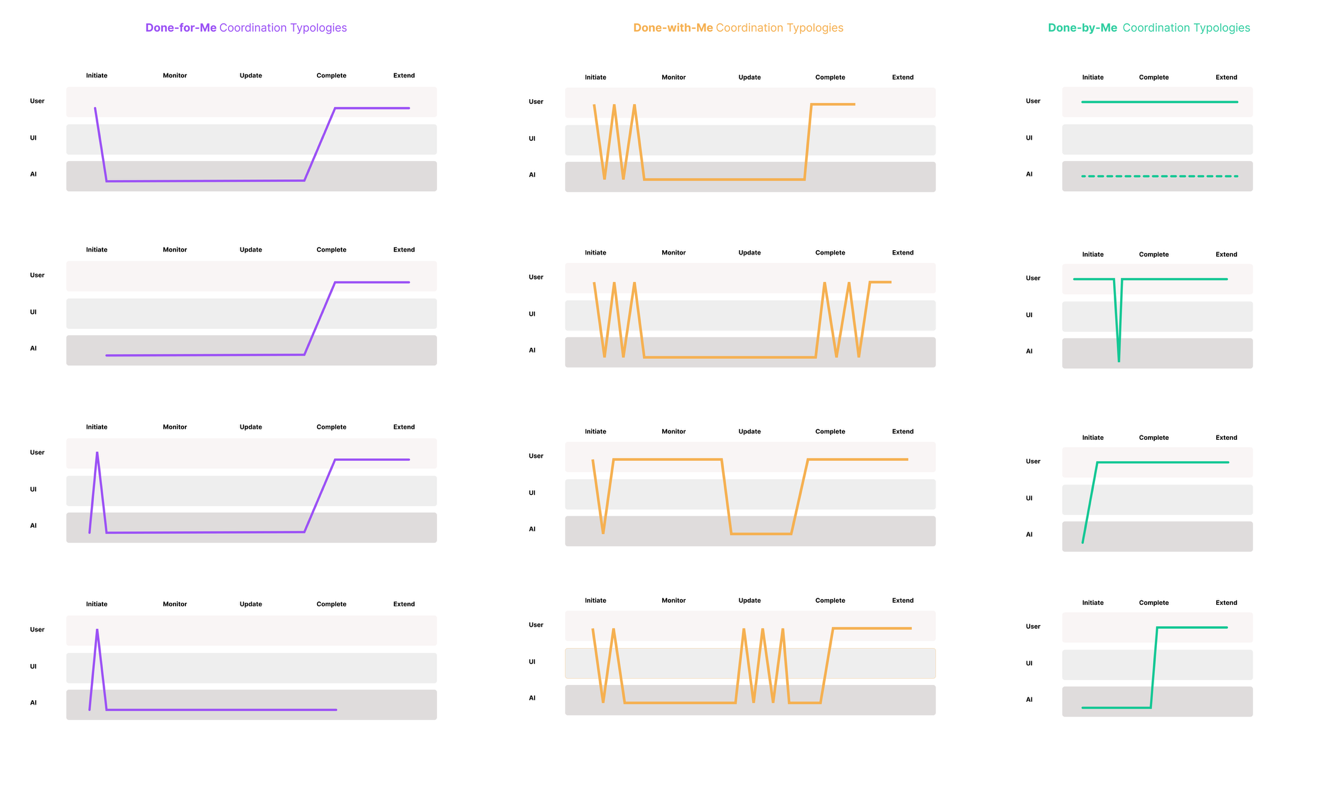 Done-for-Me Coordination Typologies
Initiate Monitor Update Complete Extend
User
UI
AI
Initiate Monitor Update Complete Extend
User
UI
AI
Initiate Monitor Update Complete Extend
User
UI
AI
Initiate Monitor Update Complete Extend
User
UI
AI
Done-with-Me Coordination Typologies
Initiate Monitor Update Complete Extend
User
UI
AI
Initiate Monitor Update Complete Extend
User
UI
AI
Initiate Monitor Update Complete Extend
User
UI
AI
Initiate Monitor Update Complete Extend
User
UI
AI
Done-by-Me Coordination Typologies
Initiate Complete Extend
User
UI
AI
Initiate Complete Extend
User
UI
AI
Initiate Complete Extend
User
UI
AI
Initiate Complete Extend
User
UI
AI